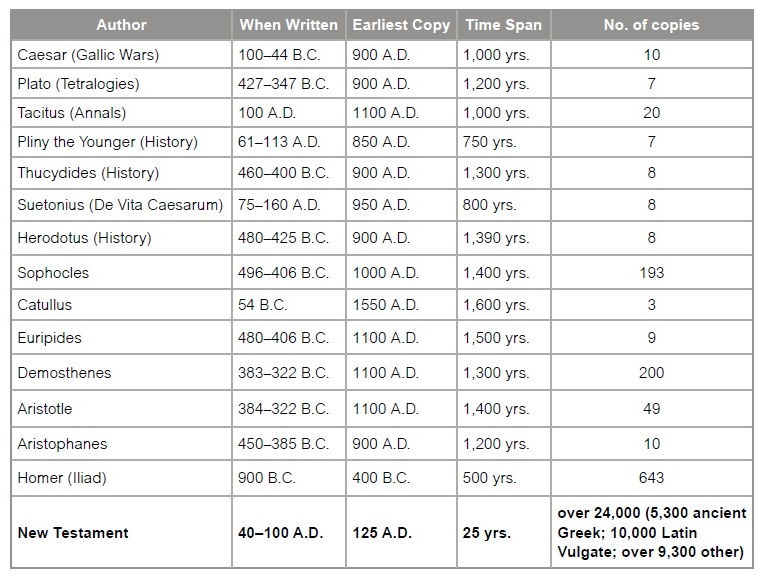 Author When Written Earliest Copy Time Span No. of copies
Caesar (Gallic Wars) 100–44 B.C. 900 A.D. 1,000 yrs. 10
Plato (Tetralogies) 427–347 B.C. 900 A.D. 1,200 yrs. 7
Tacitus (Annals) 100 A.D. 1100 A.D. 1,000 yrs. 20
Pliny the Younger (History) 61–113 A.D. 850 A.D. 750 yrs. 7
Thucydides (History) 460–400 B.C. 900 A.D. 1,300 yrs. 8
Suetonius (De Vita Caesarum) 75–160 A.D. 950 A.D. 800 yrs. 8
Herodotus (History) 480–425 B.C. 900 A.D. 1,390 yrs. 8
Sophocles 496–406 B.C. 1000 A.D. 1,400 yrs. 193
Catullus 54 B.C. 1550 A.D. 1,600 yrs. 3
Euripides 480–406 B.C. 1100 A.D. 1,500 yrs. 9
Demosthenes 383–322 B.C. 1100 A.D. 1,300 yrs. 200
Aristotle 384–322 B.C. 1100 A.D. 1,400 yrs. 49
Aristophanes 450–385 B.C. 900 A.D. 1,200 yrs. 10
Homer (Iliad) 900 B.C. 400 B.C. 500 yrs. 643
New Testament 40–100 A.D. 125 A.D. 25 yrs. over 24,000 (5,300 ancient
Greek; 10,000 Latin
Vulgate; over 9,300 other)